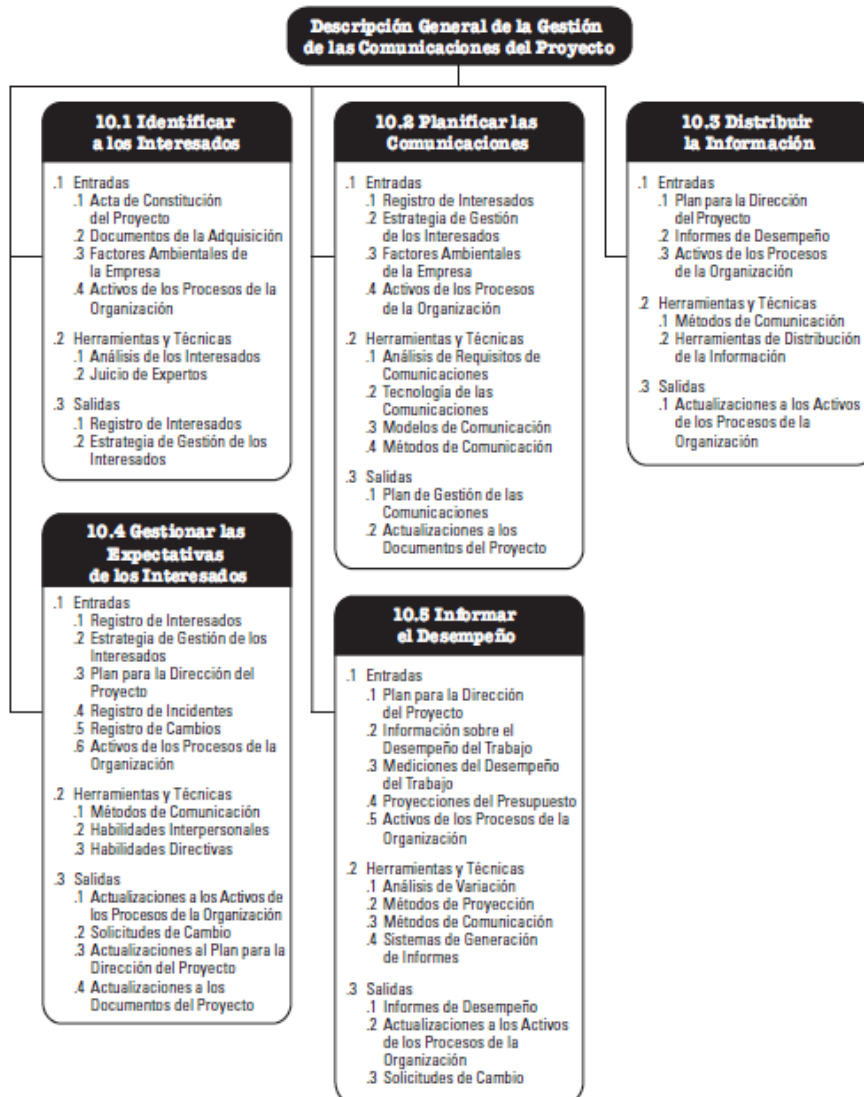 Descripción General de la Gestión
de las Comunicaciones del Proyecto
10.1 Identificar
a los Interesados
.1 Entradas
.1 Acta de Constitución
del Proyecto
.2 Documentos de la Adquisición
.3 Factores Ambientales de
la Empresa
.4 Activos de los Procesos de la
Organización
.2 Herramientas y Técnicas
.1 Análisis de los Interesados
.2 Juicio de Expertos
.3 Salidas
.1 Registro de Interesados
.2 Estrategia de Gestión de los
Interesados
10.2 Planificar las
Comunicaciones
.1 Entradas
.1 Registro de Interesados
.2 Estrategia de Gestión
de los Interesados
.3 Factores Ambientales
de la Empresa
.4 Activos de los Procesos
de la Organización
.2 Herramientas y Técnicas
.1 Análisis de Requisitos de
Comunicaciones
.2 Tecnología de las
Comunicaciones
.3 Modelos de Comunicación
.4 Métodos de Comunicación
.3 Salidas
.1 Plan de Gestión de las
Comunicaciones
.2 Actualizaciones a los
Documentos del Proyecto
10.3 Distribuir
la Información
.1 Entradas
.1 Plan para la Dirección
del Proyecto
.2 Informes de Desempeño
.3 Activos de los Procesos
de la Organización
.2 Herramientas y Técnicas
.1 Métodos de Comunicación
.2 Herramientas de Distribución
de la Información
.3 Salidas
.1 Actualizaciones a los Activos
de los Procesos de la
Organización
10.4 Gestionar las
Expectativas
de los Interesados
.1 Entradas
.1 Registro de Interesados
.2 Estrategia de Gestión de los
Interesados
.3 Plan para la Dirección del
Proyecto
.4 Registro de Incidentes
.5 Registro de Cambios
.6 Activos de los Procesos de la
Organización
.2 Herramientas y Técnicas
.1 Métodos de Comunicación
.2 Habilidades Interpersonales
.3 Habilidades Directivas
.3 Salidas
.1 Actualizaciones a los Activos de
los Procesos de la Organización
.2 Solicitudes de Cambio
.3 Actualizaciones al Plan para la
Dirección del Proyecto
.4 Actualizaciones a los
Documentos del Proyecto
10.5 Informar
el Desempeño
.1 Entradas
.1 Plan para la Dirección
del Proyecto
.2 Información sobre el
Desempeño del Trabajo
.3 Mediciones del Desempeño
del Trabajo
.4 Proyecciones del Presupuesto
.5 Activos de los Procesos de la
Organización
.2 Herramientas y Técnicas
.1 Análisis de Variación
.2 Métodos de Proyección
.3 Métodos de Comunicación
.4 Sistemas de Generación
de Informes
.3 Salidas
.1 Informes de Desempeño
.2 Actualizaciones a los Activos
de los Procesos de la
Organización
.3 Solicitudes de Cambio